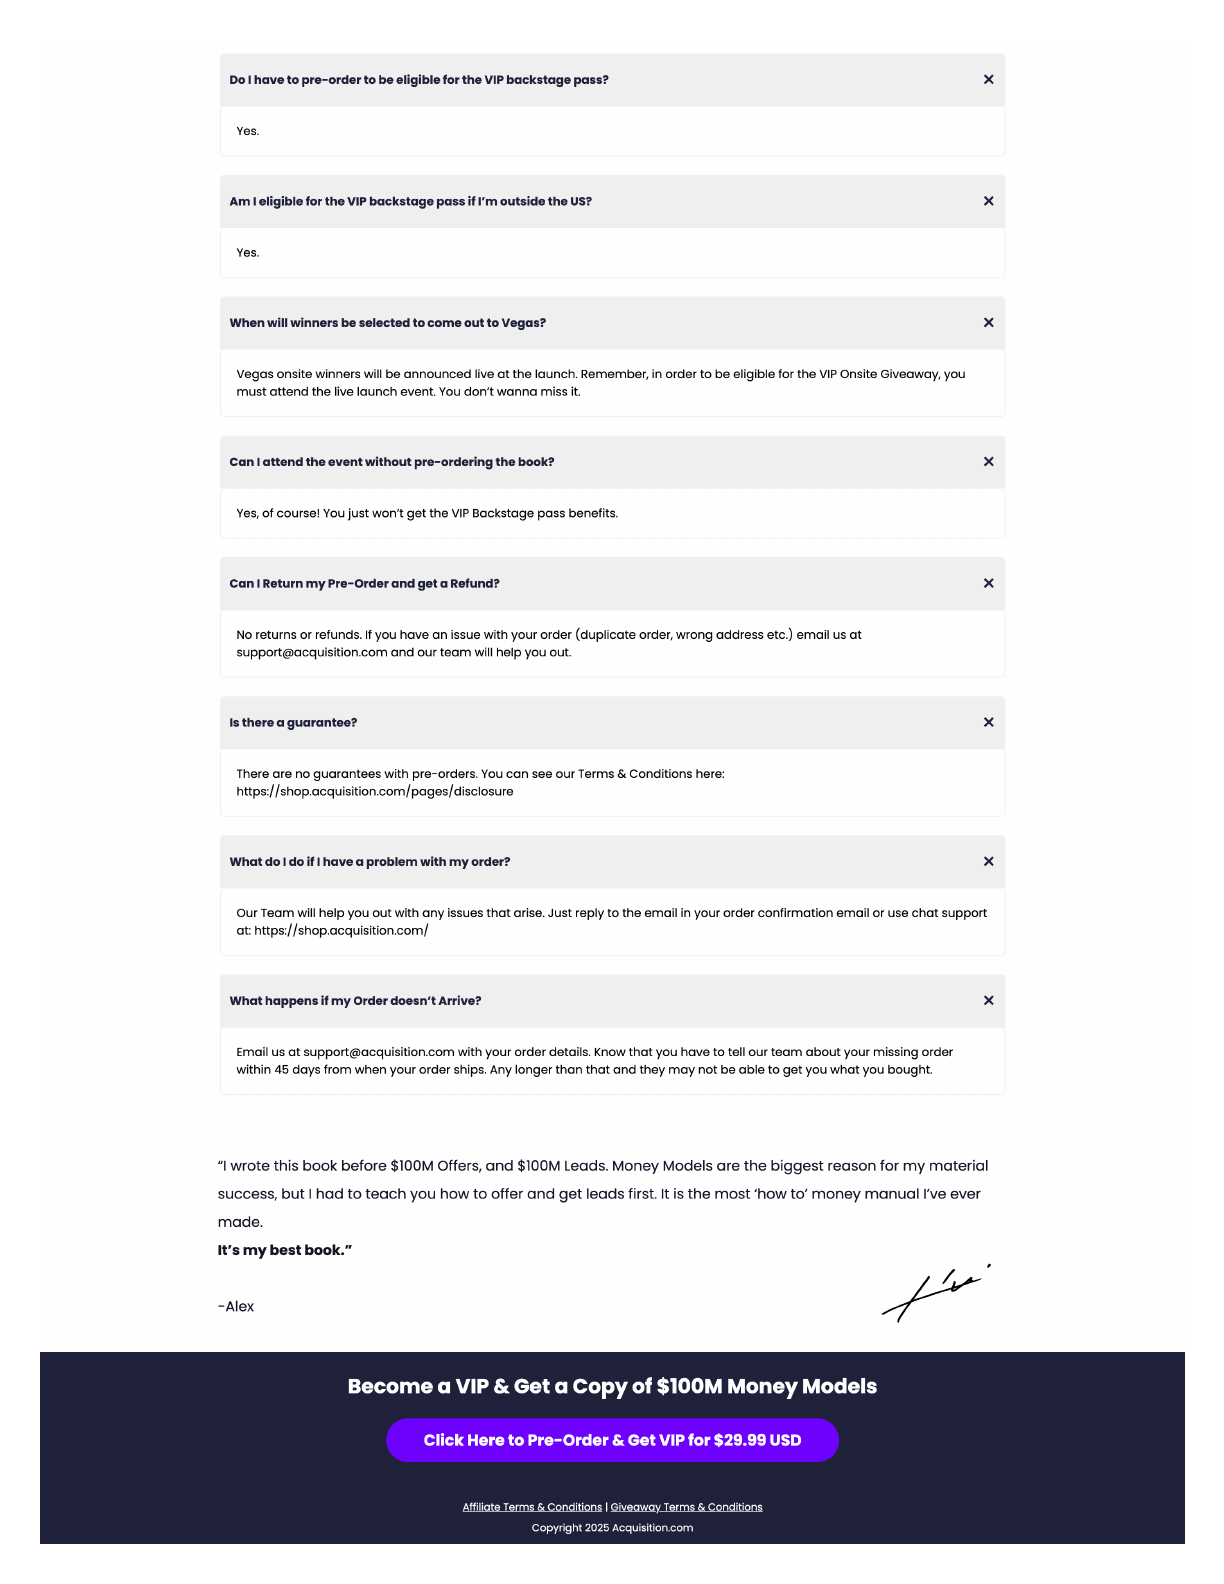 Do I have to pre-order to be eligible for the VIP backstage pass?
Yes.
Am I eligible for the VIP backstage pass if I’m outside the US?
Yes.
When will winners be selected to come out to Vegas?
Vegas onsite winners will be announced live at the launch. Remember, in order to be eligible for the VIP Onsite Giveaway, you
must attend the live launch event. You don’t wanna miss it.
Can I attend the event without pre-ordering the book?
Yes, of course! You just won’t get the VIP Backstage pass benefits.
Can I Return my Pre-Order and get a Refund?
No returns or refunds. If you have an issue with your order (duplicate order, wrong address etc.) email us at
support@acquisition.com and our team will help you out.
Is there a guarantee?
There are no guarantees with pre-orders. You can see our Terms & Conditions here:
https://shop.acquisition.com/pages/disclosure
What do I do if I have a problem with my order?
Our Team will help you out with any issues that arise. Just reply to the email in your order confirmation email or use chat support
at: https://shop.acquisition.com/
What happens if my Order doesn’t Arrive?
Email us at support@acquisition.com with your order details. Know that you have to tell our team about your missing order
within 45 days from when your order ships. Any longer than that and they may not be able to get you what you bought.
“I wrote this book before $100M Offers, and $100M Leads. Money Models are the biggest reason for my material
success, but I had to teach you how to offer and get leads first. It is the most ‘how to’ money manual I’ve ever
made.
It’s my best book.”
-Alex
Become a VIP & Get a Copy of $100M Money Models
Click Here to Pre-Order & Get VIP for $29.99 USD
Affiliate Terms & Conditions | Giveaway Terms & Conditions
Copyright 2025 Acquisition.com